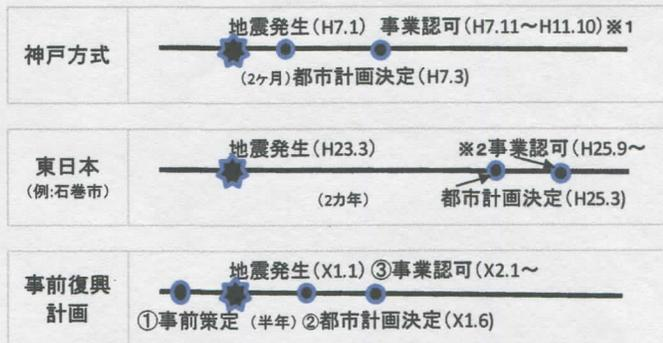 神戸方式
地震発生(H7.1) 事業認可(H7.11～H11.10)※1
(2ヶ月)都市計画決定(H7.3)
東日本
(例:石巻市)
地震発生(H23.3) ※2事業認可(H25.9～
(2カ年) 都市計画決定(H25.3)
事前復興
計画
地震発生(X1.1) ③事業認可(X2.1～
①事前策定 (半年) ②都市計画決定(X1.6)